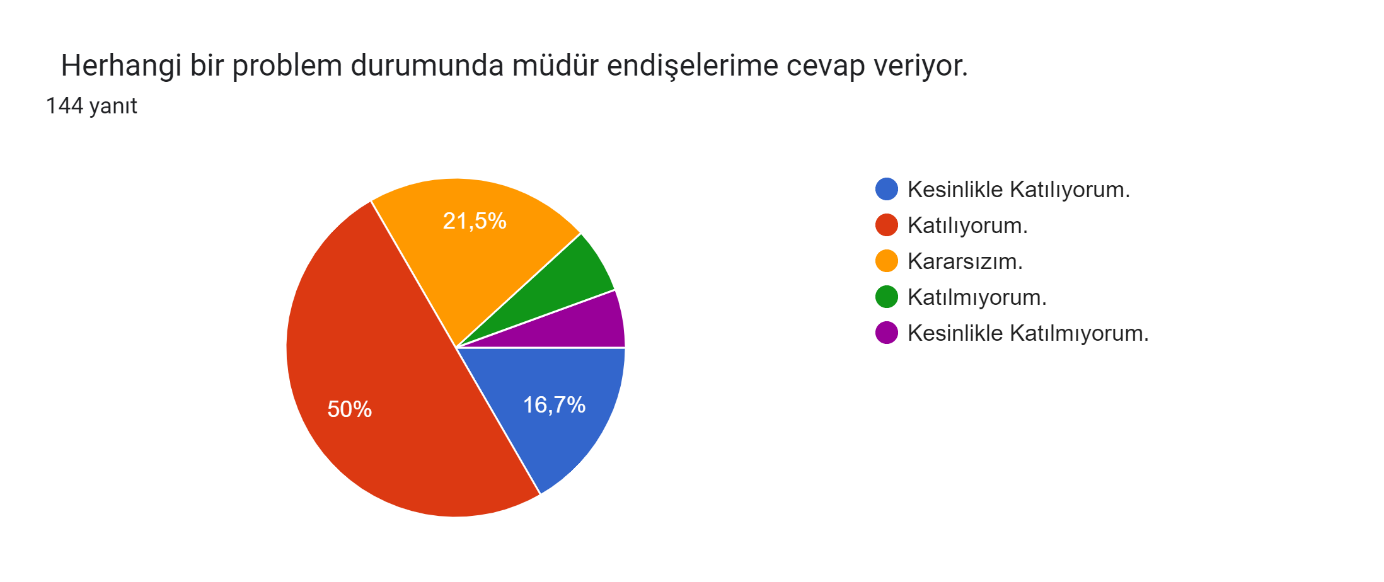 Herhangi bir problem durumunda müdür endişelerime cevap veriyor.
144 yanıt
21,5%
50%
16,7%
Kesinlikle Katılıyorum.
Katılıyorum.
Kararsızım.
Katılmıyorum.
Kesinlikle Katılmıyorum.